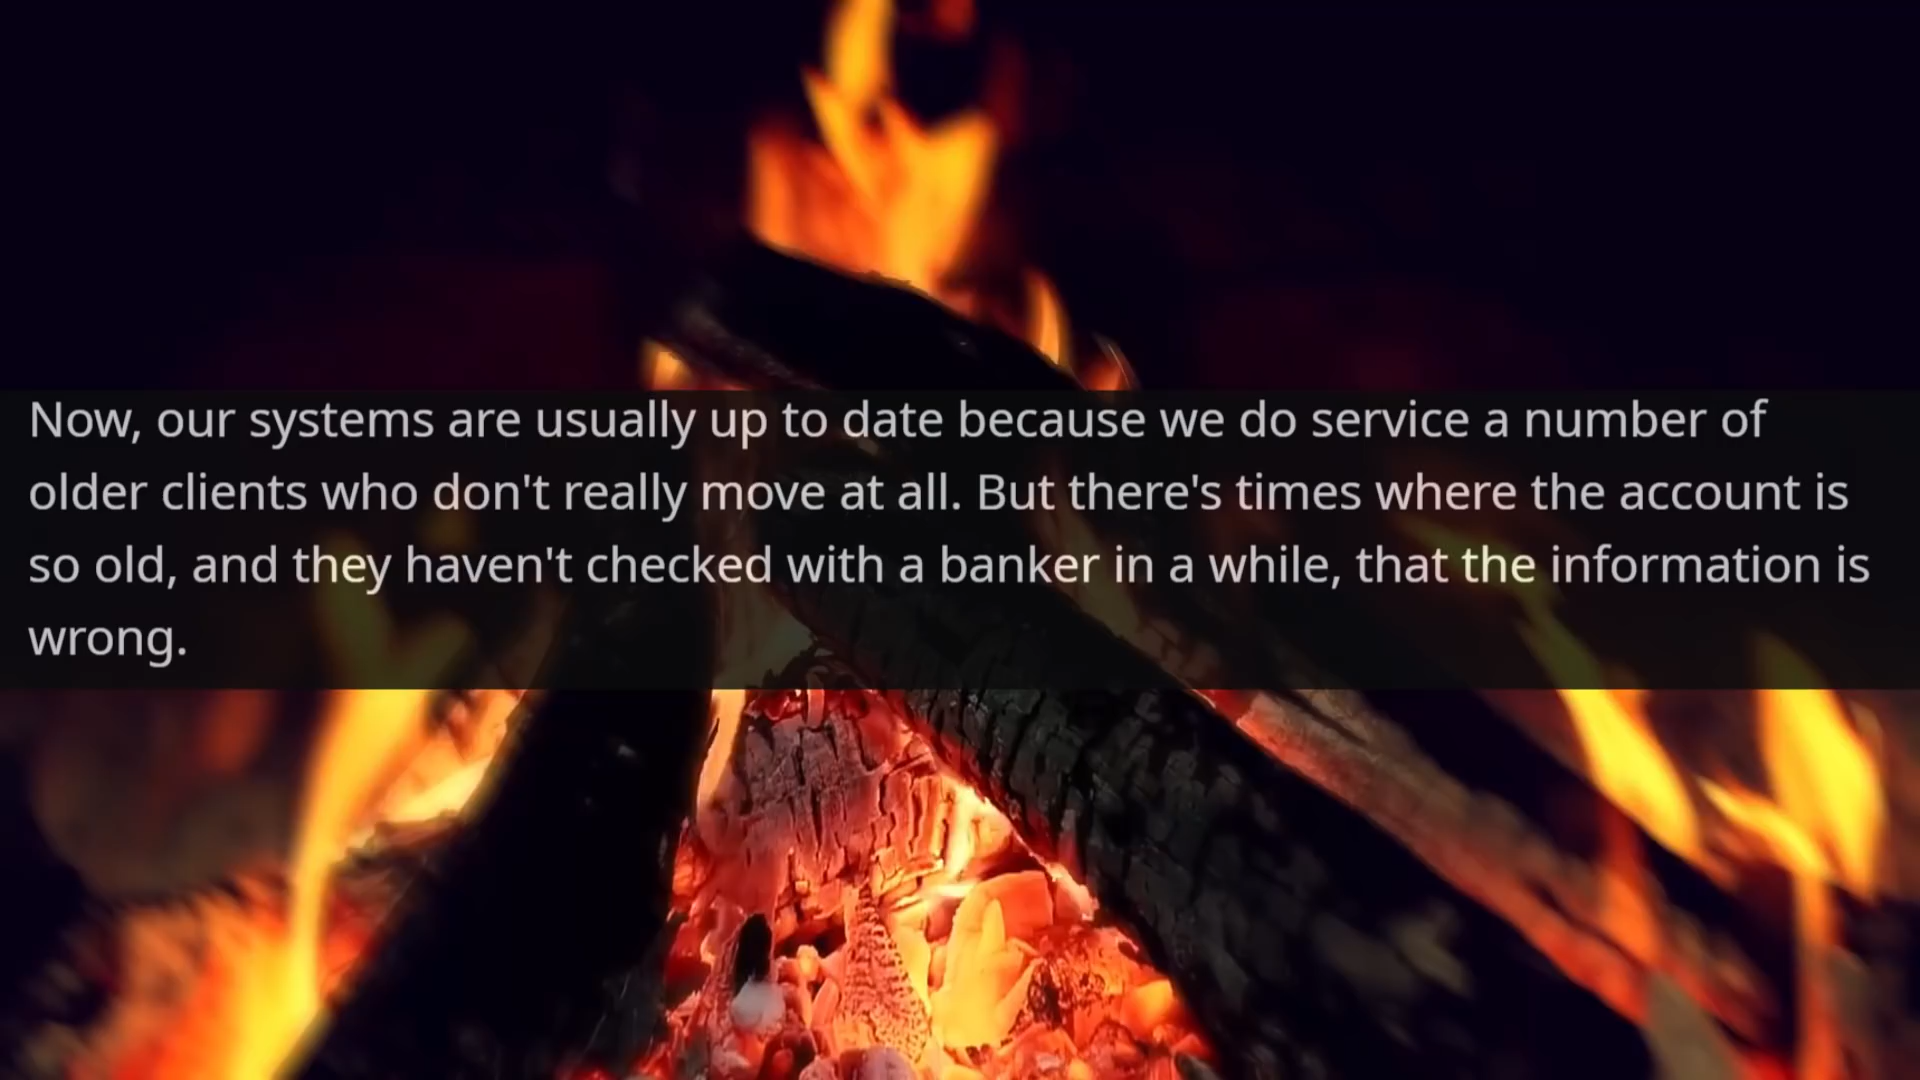 Now, our systems are usually up to date because we do service a number of
older clients who don't really move at all. But there's times where the account is
so old, and they haven't checked with a banker in a while, that the information is
wrong.